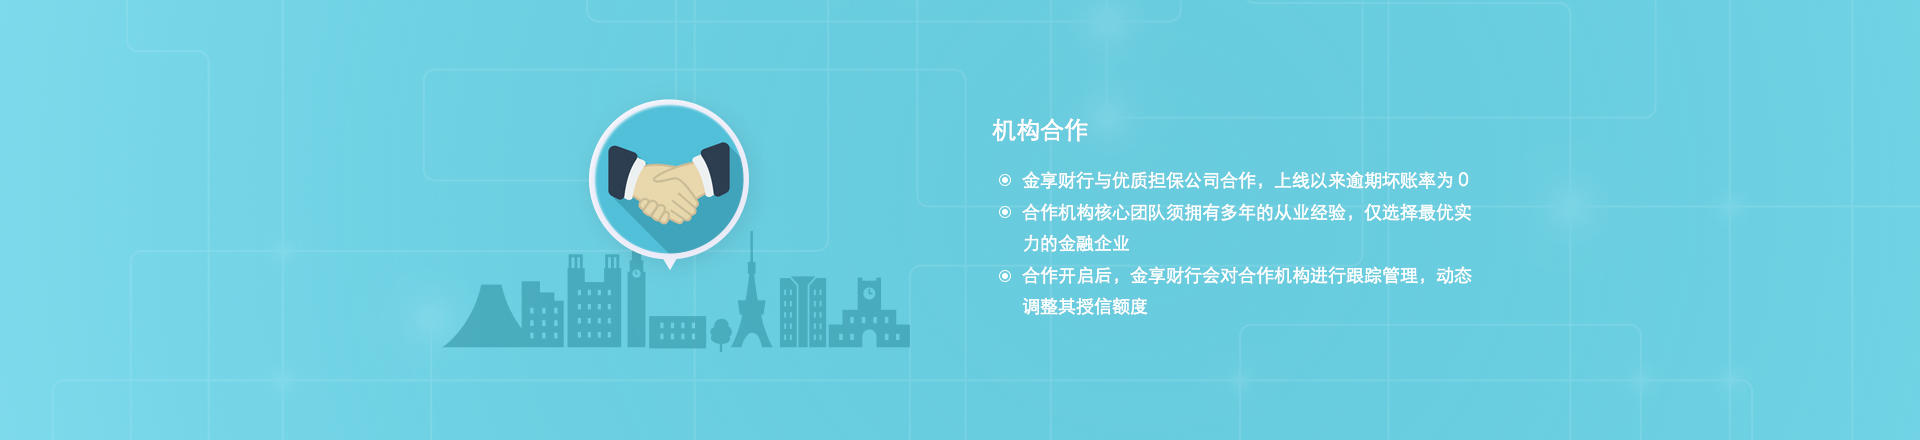 机构合作
金享财行与优质担保公司合作，上线以来逾期坏账率为 0
合作机构核心团队须拥有多年的从业经验，仅选择最优实
力的金融企业
合作开启后，金享财行会对合作机构进行跟踪管理，动态
调整其授信额度